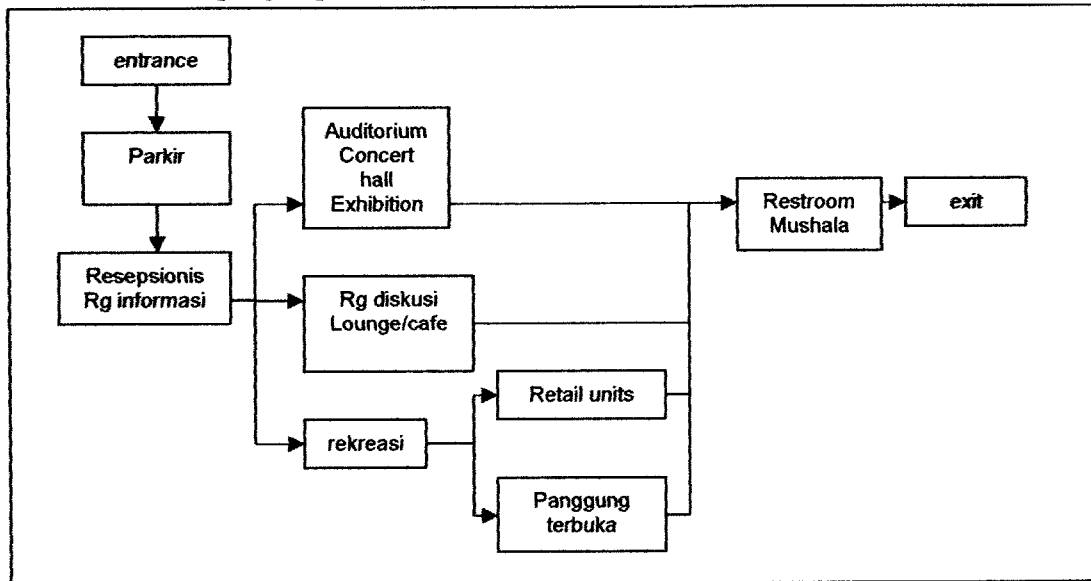 entrance
Parkir
Resepsionis
Rg informasi
Auditorium
Concert
hall
Exhibition
Rg diskusi
Lounge/cafe
rekreasi
Retail units
Panggung
terbuka
Restroom
Mushala
exit